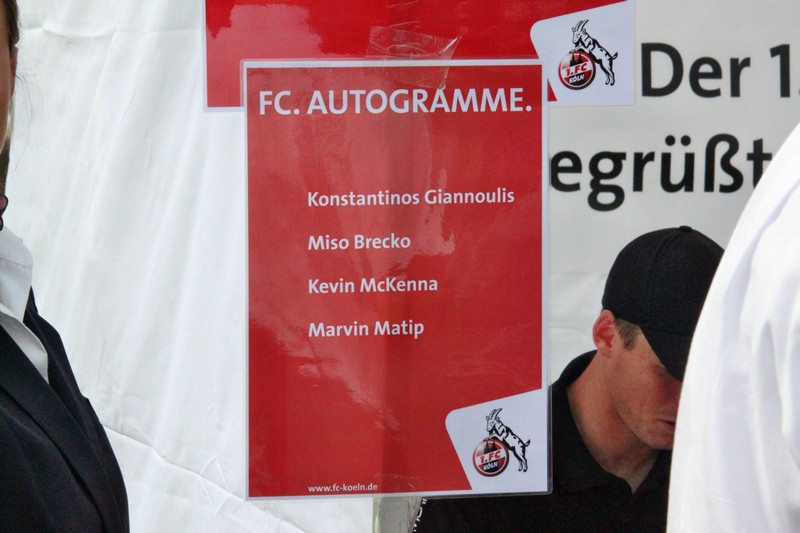 Der 1.
egrüßt
1.FC
KÖLN
FC. AUTOGRAMME.
Konstantinos Giannoulis
Miso Brecko
Kevin McKenna
Marvin Matip
1.FC
KÖLN
www.fc-koeln.de